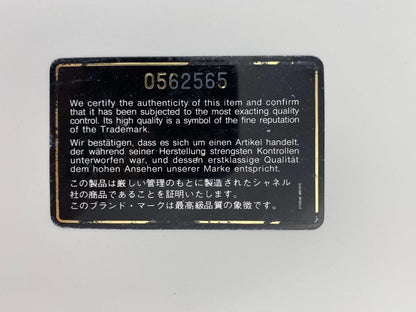 0562565
We certify the authenticity of this item and confirm
that it has been subjected to the most exacting quality
control. Its high quality is a symbol of the fine reputation
of the Trademark.
Wir bestätigen, dass es sich um einen Artikel handelt,
der während seiner Herstellung strengsten Kontrollen
unterworfen war, und dessen erstklassige Qualität
dem hohen Ansehen unserer Marke entspricht.
この製品は厳しい管理のもとに製造されたシャネル
社の商品であることを証明いたします。
このブランド・マークは最高級品質の象徴です。